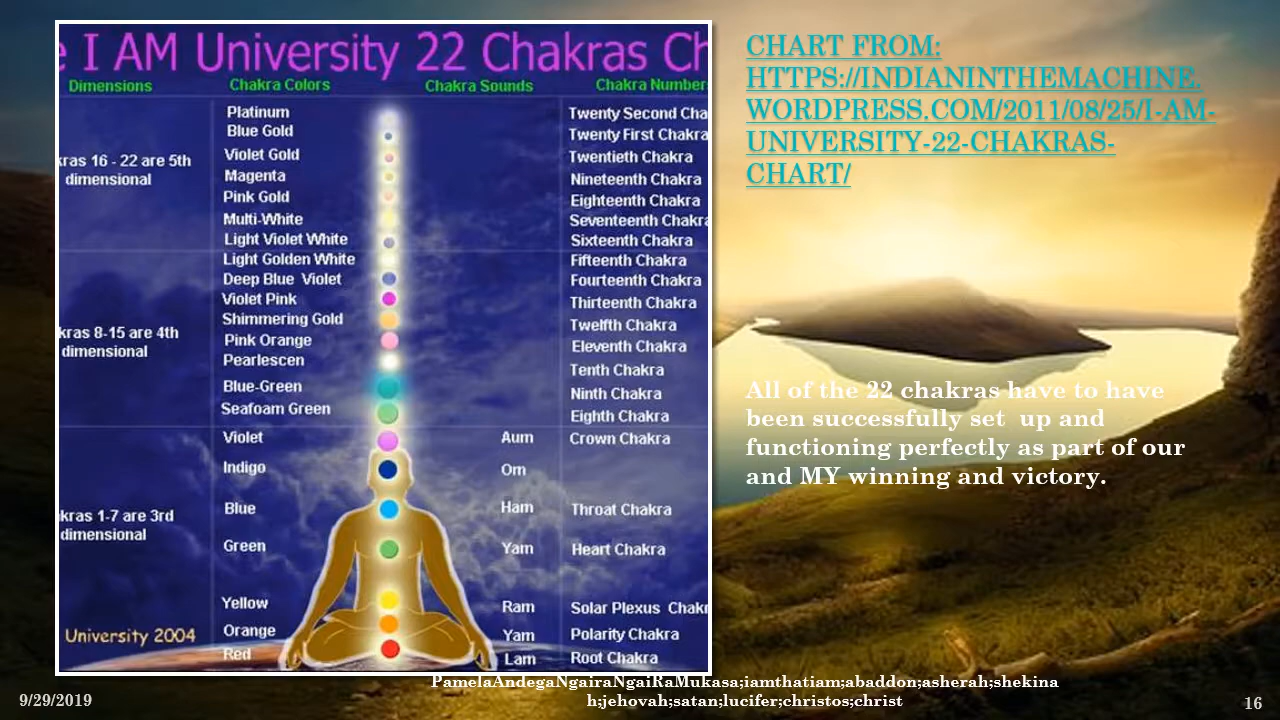 e I AM University 22 Chakras Ch
Dimensions Chakra Colors Chakra Sounds Chakra Number
Platinum Twenty Second Cha
Blue Gold Twenty First Chakra
kras 16 - 22 are 5th
dimensional
Violet Gold Twentieth Chakra
Magenta Nineteenth Chakra
Pink Gold Eighteenth Chakra
Multi-White Seventeenth Chakra
Light Violet White Sixteenth Chakra
Light Golden White Fifteenth Chakra
Deep Blue Violet Fourteenth Chakra
Violet Pink Thirteenth Chakra
Shimmering Gold Twelfth Chakra
kras 8-15 are 4th
dimensional
Pink Orange Eleventh Chakra
Pearlescen Tenth Chakra
Blue-Green Ninth Chakra
Seafoam Green Eighth Chakra
Violet Aum Crown Chakra
Indigo Om
Blue Ham Throat Chakra
kras 1-7 are 3rd
dimensional
Green Yam Heart Chakra
Yellow Ram Solar Plexus Chakr
University 2004
Orange Yam Polarity Chakra
Red Lam Root Chakra
CHART FROM:
HTTPS://INDIANINTHEMACHINE.
WORDPRESS.COM/2011/08/25/I-AM-
UNIVERSITY-22-CHAKRAS-
CHART/
All of the 22 chakras have to have
been successfully set up and
functioning perfectly as part of our
and MY winning and victory.
PamelaAndegaNgairaNgaiRaMukasa;iamthatiam;abaddon;asherah;shekina
h;jehovah;satan;lucifer;christos;christ
9/29/2019
16